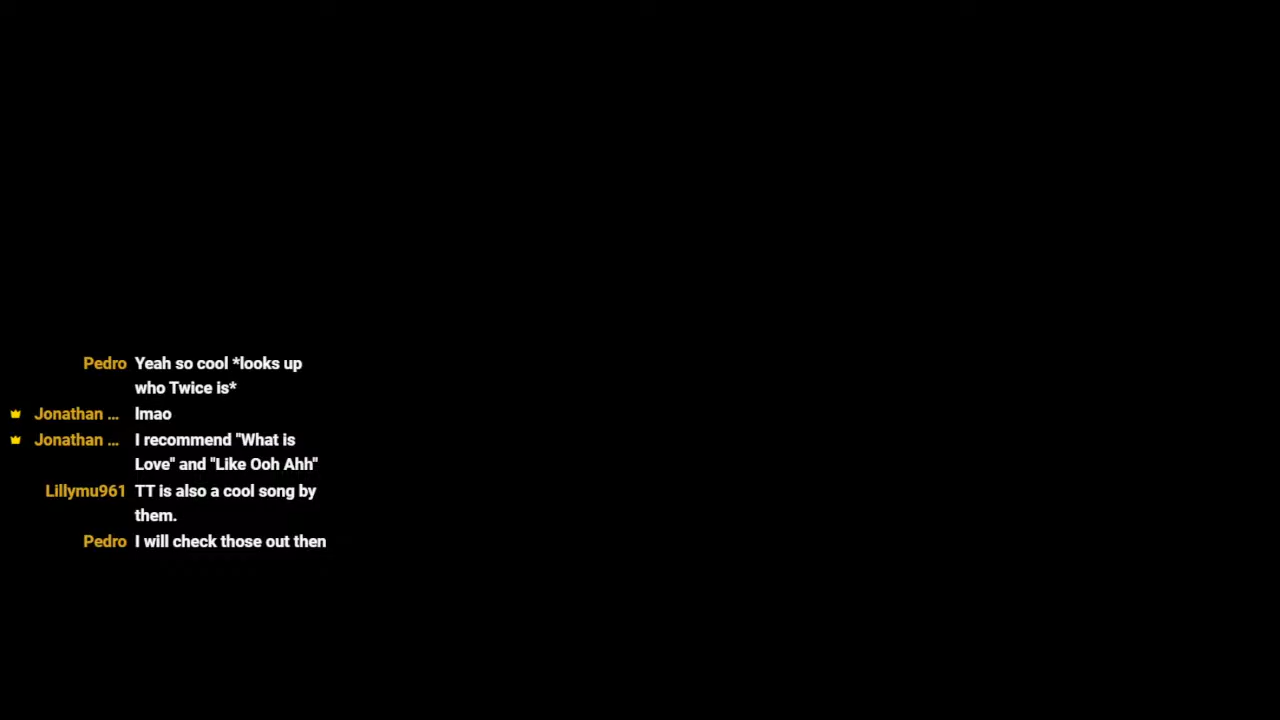 Pedro Yeah so cool *looks up
who Twice is*
Jonathan ... lmao
Jonathan ... I recommend "What is
Love" and "Like Ooh Ahh"
Lillymu961 TT is also a cool song by
them.
Pedro I will check those out then